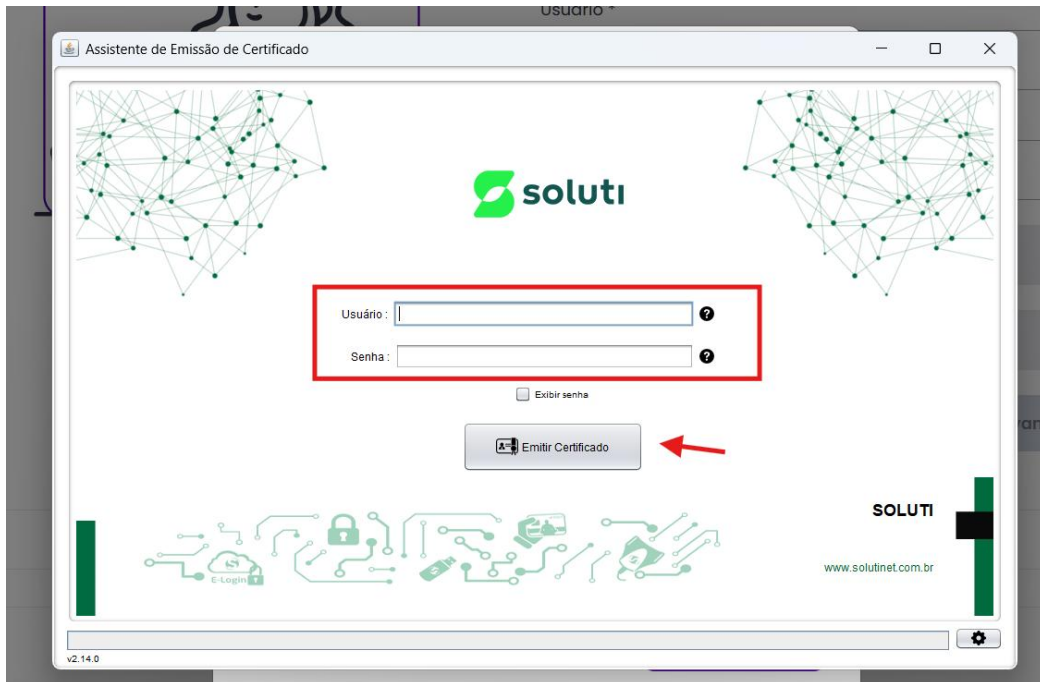 Usuário *
Assistente de Emissão de Certificado
soluti
Usuário :
?
Senha :
?
Exibir senha
Emitir Certificado
E-Login
SOLUTI
www.solutinet.com.br
v2.14.0